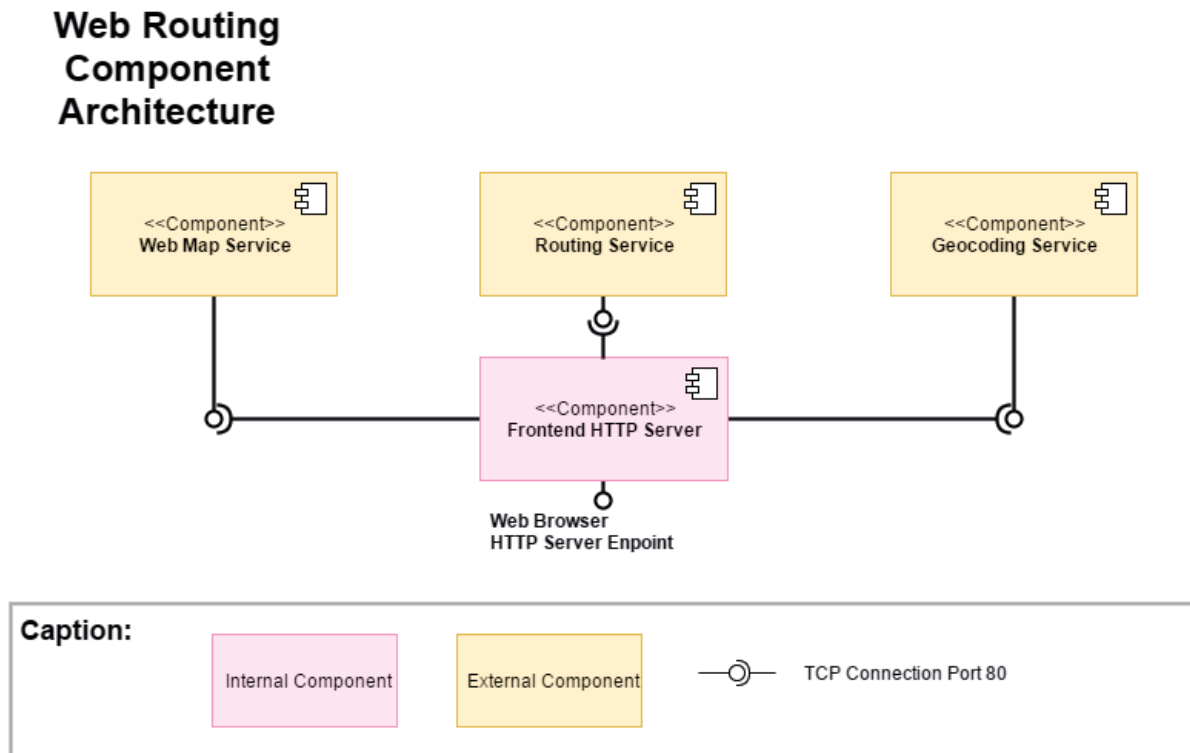 Web Routing
Component
Architecture
<<Component>>
Web Map Service
<<Component>>
Routing Service
<<Component>>
Geocoding Service
<<Component>>
Frontend HTTP Server
Web Browser
HTTP Server Enpoint
Caption:
Internal Component
External Component
TCP Connection Port 80